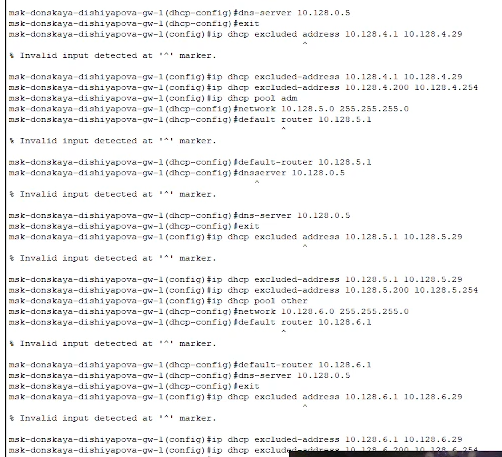 msk-donskaya-dishiyapova-gw-1(dhcp-config)#dns-server 10.128.0.5
msk-donskaya-dishiyapova-gw-1(dhcp-config)#exit
msk-donskaya-dishiyapova-gw-1(config)#ip dhcp excluded address 10.128.4.1 10.128.4.29
^
% Invalid input detected at '^' marker.
msk-donskaya-dishiyapova-gw-1(config)#ip dhcp excluded-address 10.128.4.1 10.128.4.29
msk-donskaya-dishiyapova-gw-1(config)#ip dhcp excluded-address 10.128.4.200 10.128.4.254
msk-donskaya-dishiyapova-gw-1(config)#ip dhcp pool adm
msk-donskaya-dishiyapova-gw-1(dhcp-config)#network 10.128.5.0 255.255.255.0
msk-donskaya-dishiyapova-gw-1(dhcp-config)#default router 10.128.5.1
^
% Invalid input detected at '^' marker.
msk-donskaya-dishiyapova-gw-1(dhcp-config)#default-router 10.128.5.1
msk-donskaya-dishiyapova-gw-1(dhcp-config)#dnsserver 10.128.0.5
^
% Invalid input detected at '^' marker.
msk-donskaya-dishiyapova-gw-1(dhcp-config)#dns-server 10.128.0.5
msk-donskaya-dishiyapova-gw-1(dhcp-config)#exit
msk-donskaya-dishiyapova-gw-1(config)#ip dhcp excluded address 10.128.5.1 10.128.5.29
^
% Invalid input detected at '^' marker.
msk-donskaya-dishiyapova-gw-1(config)#ip dhcp excluded-address 10.128.5.1 10.128.5.29
msk-donskaya-dishiyapova-gw-1(config)#ip dhcp excluded-address 10.128.5.200 10.128.5.254
msk-donskaya-dishiyapova-gw-1(config)#ip dhcp pool other
msk-donskaya-dishiyapova-gw-1(dhcp-config)#network 10.128.6.0 255.255.255.0
msk-donskaya-dishiyapova-gw-1(dhcp-config)#default router 10.128.6.1
^
% Invalid input detected at '^' marker.
msk-donskaya-dishiyapova-gw-1(dhcp-config)#default-router 10.128.6.1
msk-donskaya-dishiyapova-gw-1(dhcp-config)#dns-server 10.128.0.5
msk-donskaya-dishiyapova-gw-1(dhcp-config)#exit
msk-donskaya-dishiyapova-gw-1(config)#ip dhcp excluded address 10.128.6.1 10.128.6.29
^
% Invalid input detected at '^' marker.
msk-donskaya-dishiyapova-gw-1(config)#ip dhcp excluded-address 10.128.6.1 10.128.6.29
msk-donskaya-dishiyapova-gw-1(config)#ip dhcp excluded-address 10.128.6.200 10.128.6.254